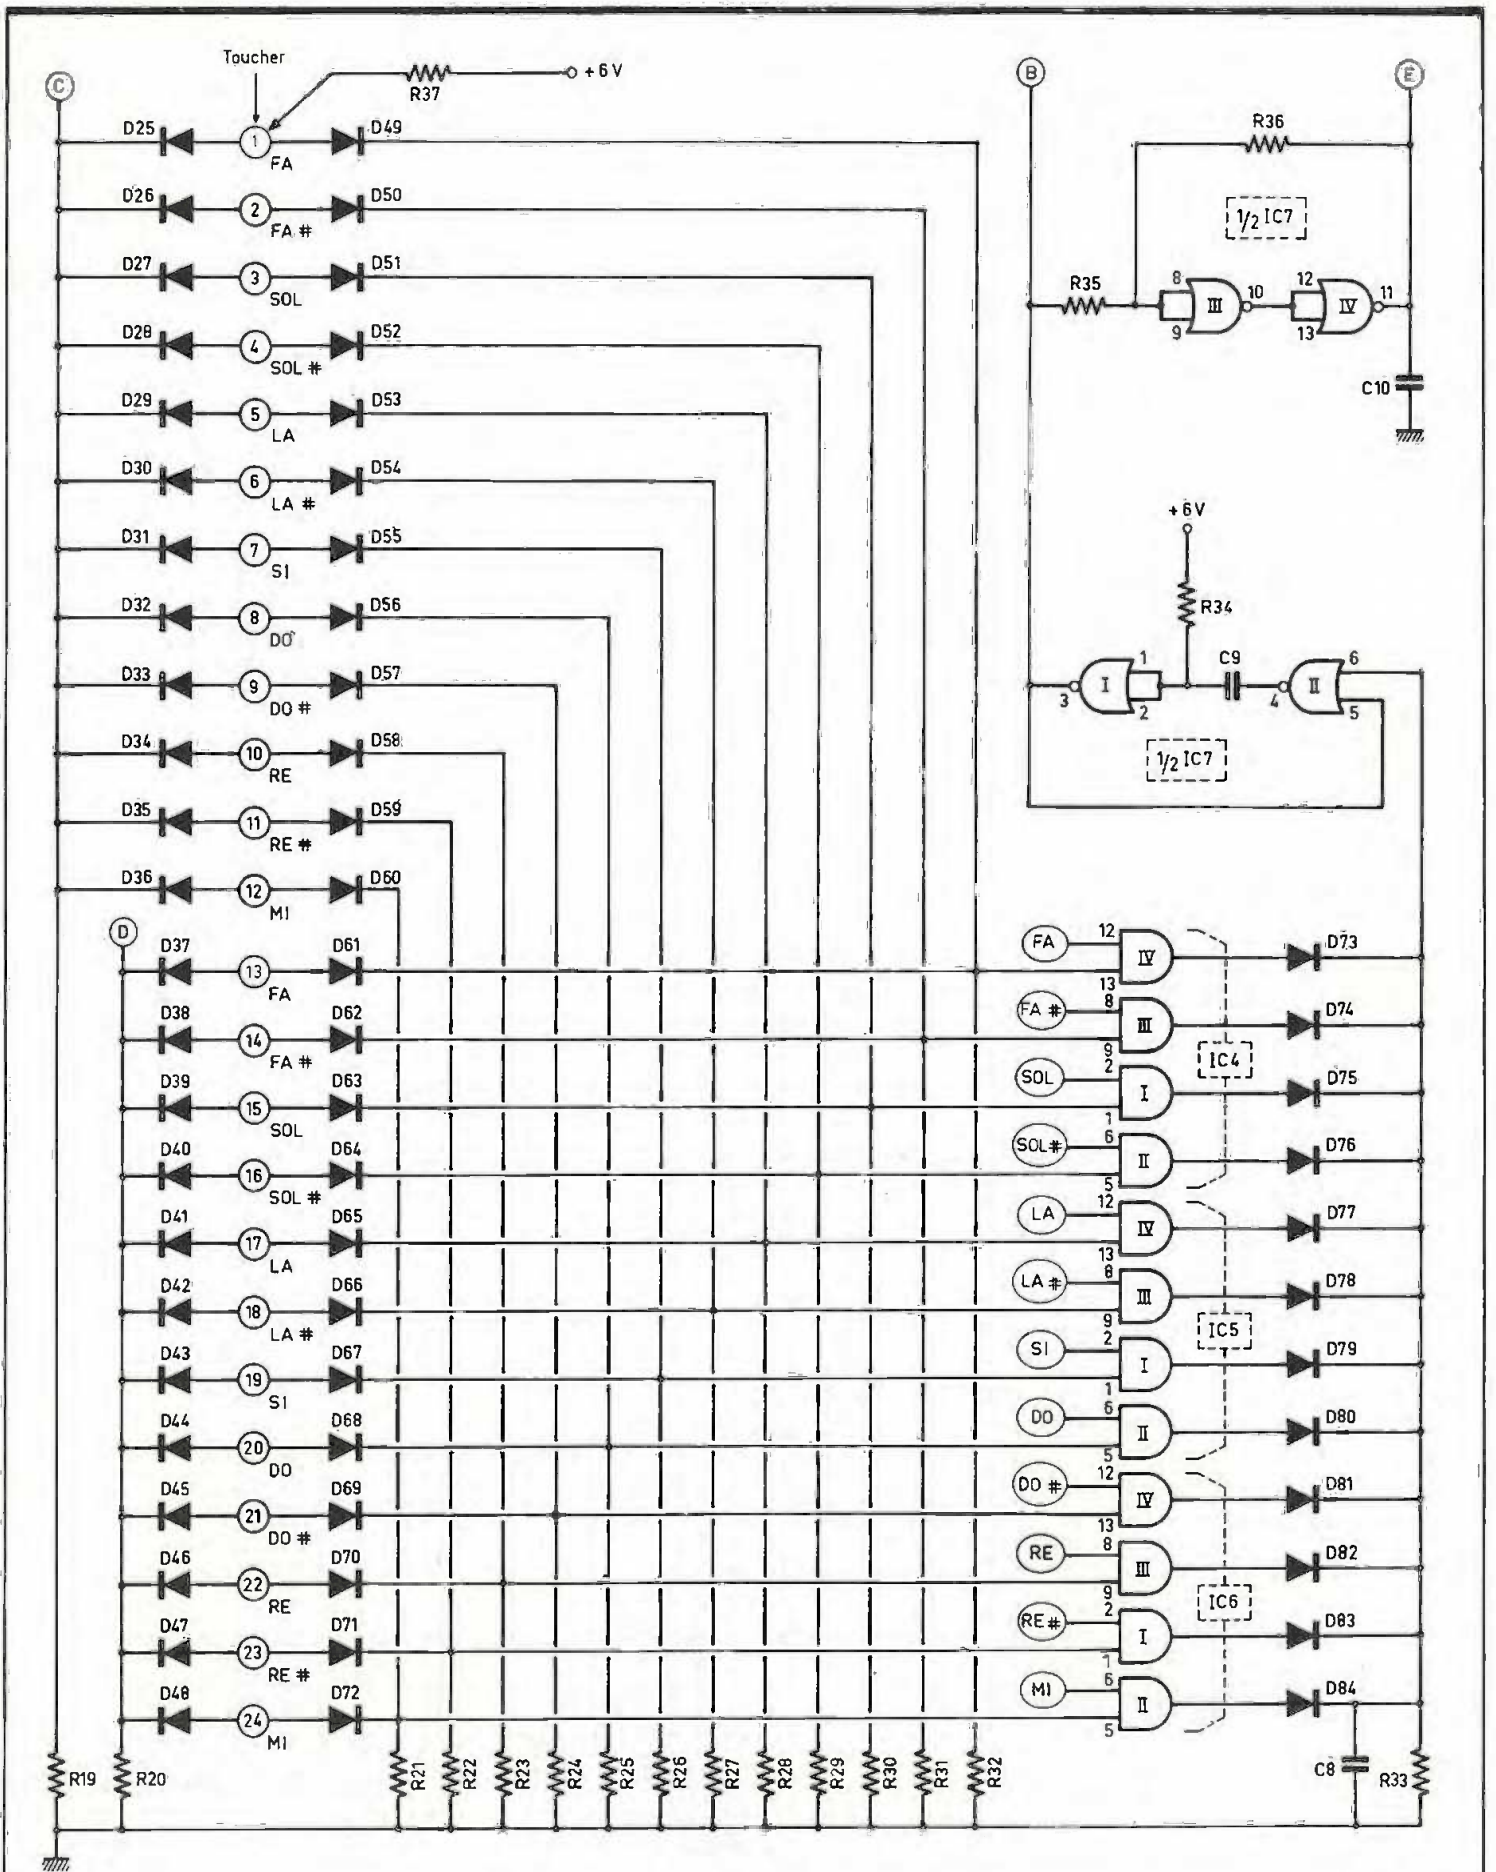 Toucher
C
R37
+ 6 V
B
E
D25
1
FA
D49
R36
D26
2
FA #
D50
1/2 IC7
D27
3
SOL
D51
R35
8
9
III
10
12
13
IV
11
D28
4
SOL #
D52
C10
D29
5
LA
D53
D30
6
LA #
D54
+ 6 V
D31
7
SI
D55
R34
D32
8
DO
D56
D33
9
DO #
D57
3
I
1
2
C9
4
II
6
5
D34
10
RE
D58
1/2 IC7
D35
11
RE #
D59
D36
12
MI
D60
D
D37
13
FA
D61
FA
12
13
IV
D73
D38
14
FA #
D62
FA #
8
9
III
D74
IC4
D39
15
SOL
D63
SOL
2
1
I
D75
D40
16
SOL #
D64
SOL#
6
5
II
D76
D41
17
LA
D65
LA
12
13
IV
D77
D42
18
LA #
D66
LA #
8
9
III
D78
IC5
D43
19
SI
D67
SI
2
1
I
D79
D44
20
DO
D68
DO
6
5
II
D80
D45
21
DO #
D69
DO #
12
13
IV
D81
D46
22
RE
D70
RE
8
9
III
D82
IC6
D47
23
RE #
D71
RE#
2
1
I
D83
D48
24
MI
D72
MI
6
5
II
D84
R19
R20
R21
R22
R23
R24
R25
R26
R27
R28
R29
R30
R31
R32
C8
R33